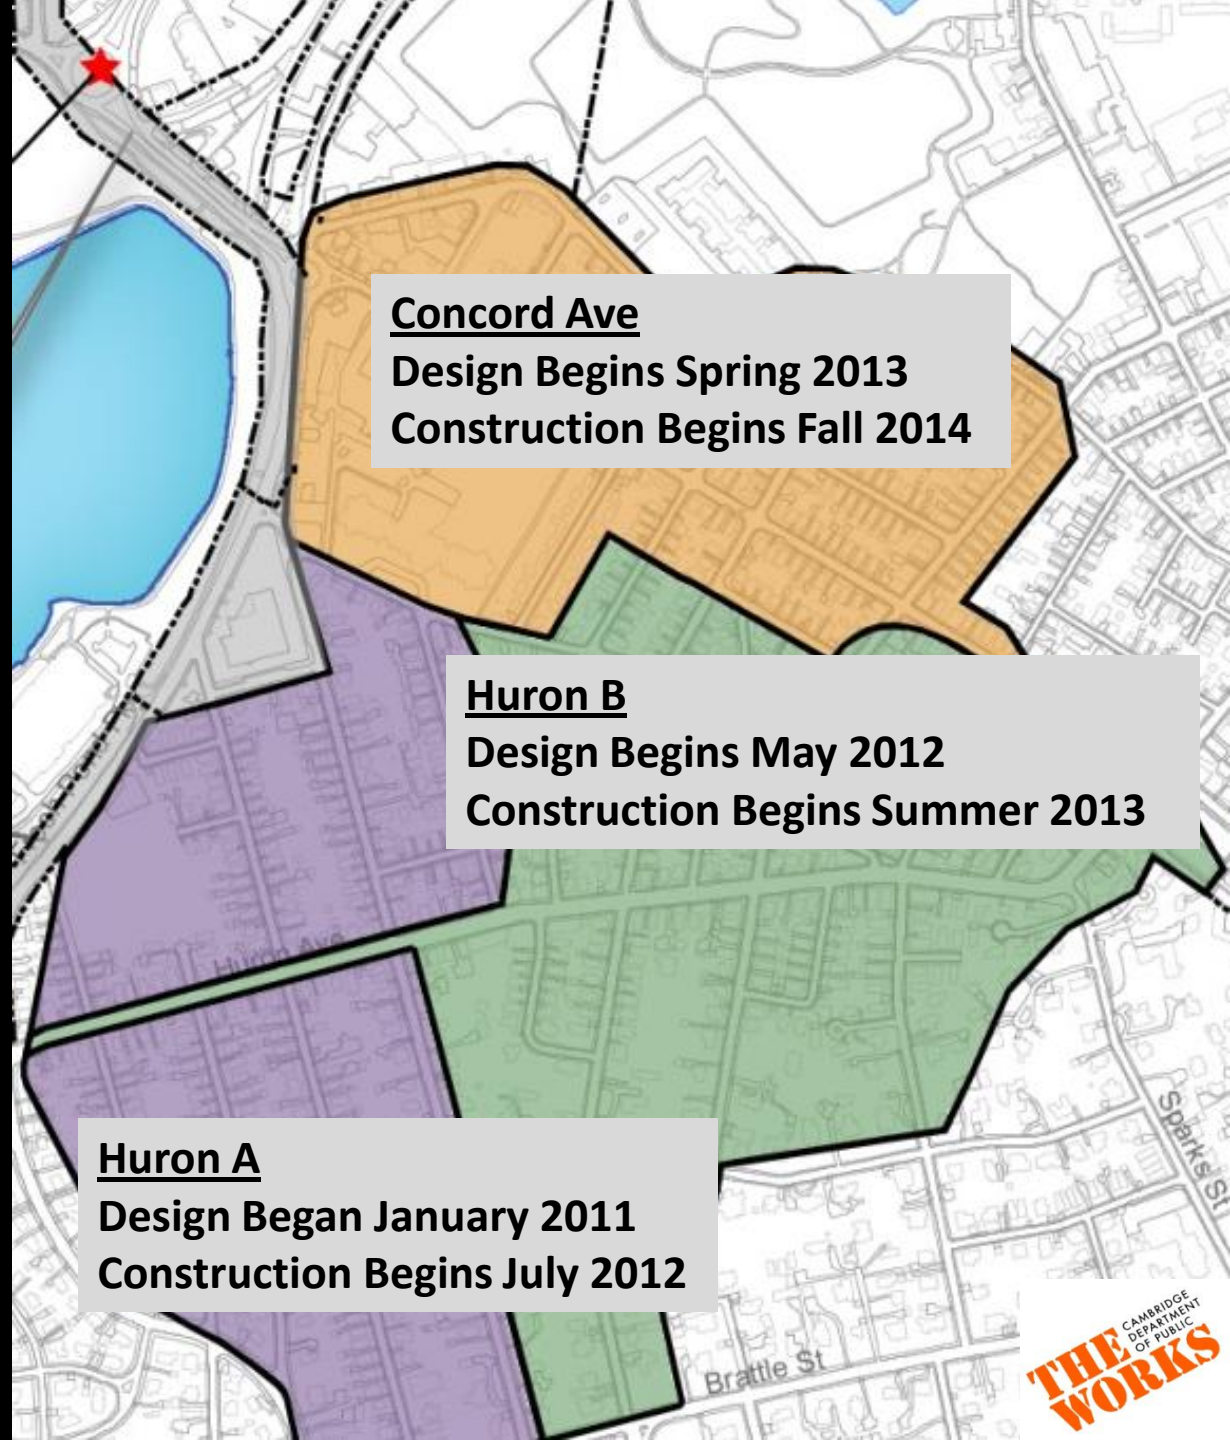 Concord Ave
Design Begins Spring 2013
Construction Begins Fall 2014
Huron B
Design Begins May 2012
Construction Begins Summer 2013
Huron Ave
Huron A
Design Began January 2011
Construction Begins July 2012
Sparks St
Brattle St
THE WORKS
CAMBRIDGE
DEPARTMENT
OF PUBLIC